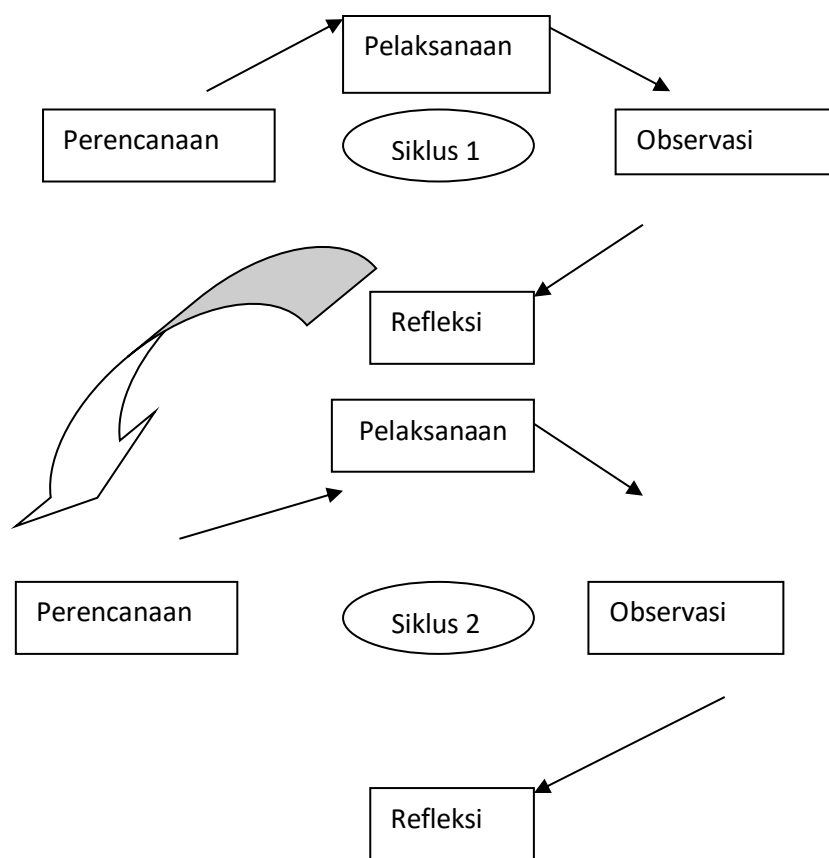 Pelaksanaan
Perencanaan
Siklus 1
Observasi
Refleksi
Pelaksanaan
Perencanaan
Siklus 2
Observasi
Refleksi